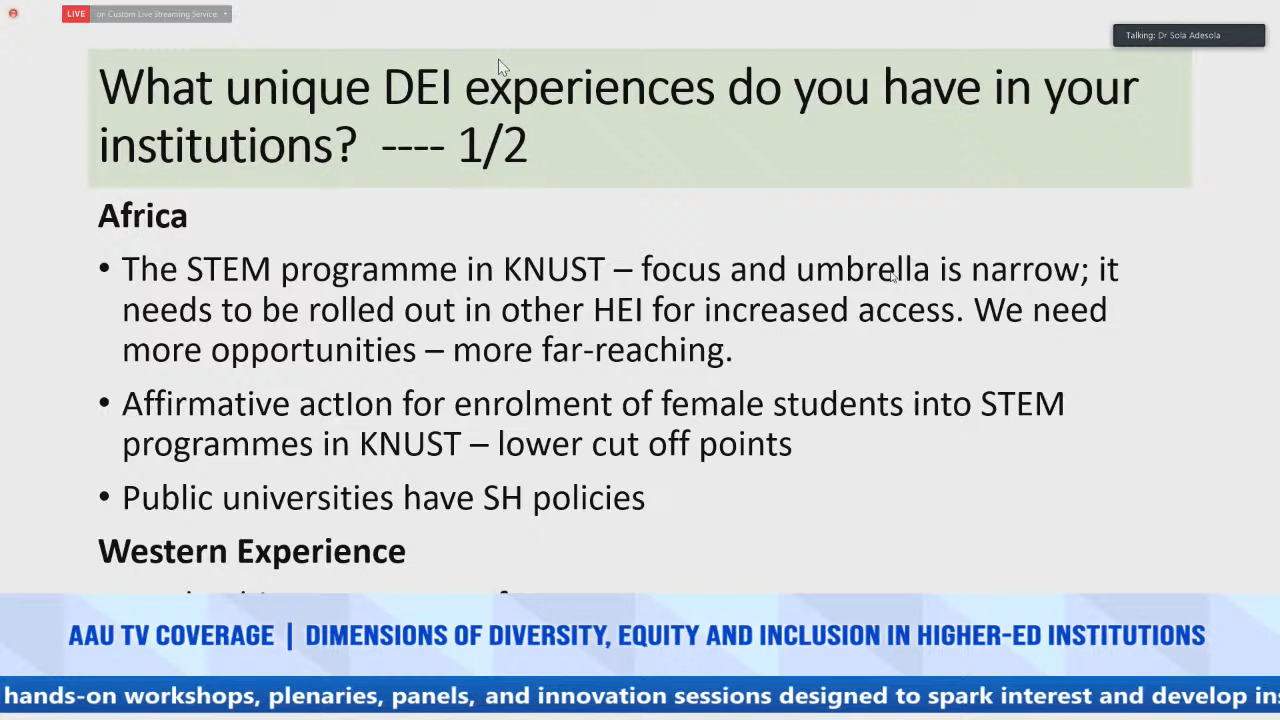 LIVE on Custom Live Streaming Service
Talking: Dr Sola Adesola
What unique DEI experiences do you have in your
institutions? ---- 1/2
Africa
• The STEM programme in KNUST – focus and umbrella is narrow; it
needs to be rolled out in other HEI for increased access. We need
more opportunities – more far-reaching.
• Affirmative actIon for enrolment of female students into STEM
programmes in KNUST – lower cut off points
• Public universities have SH policies
Western Experience
AAU TV COVERAGE | DIMENSIONS OF DIVERSITY, EQUITY AND INCLUSION IN HIGHER-ED INSTITUTIONS
hands-on workshops, plenaries, panels, and innovation sessions designed to spark interest and develop